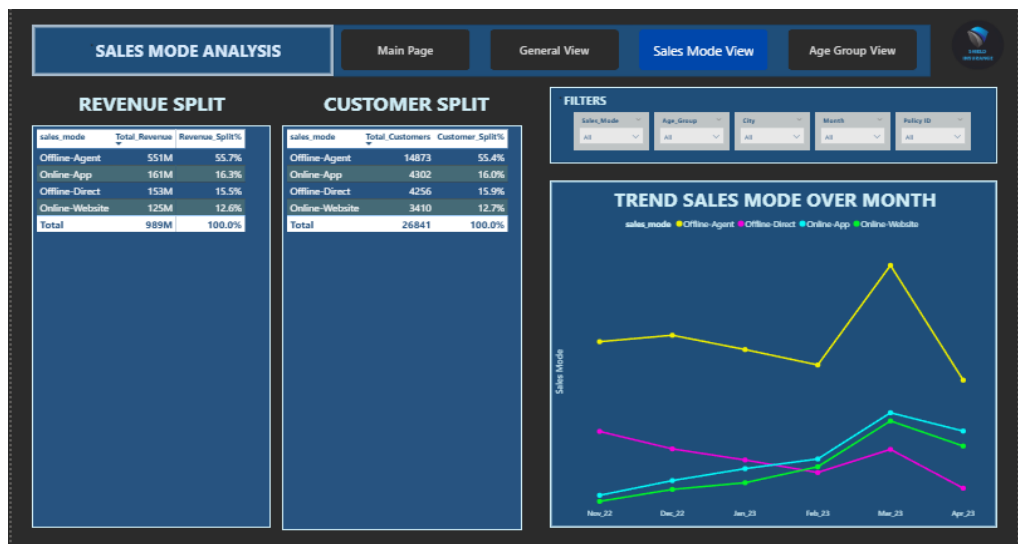 SALES MODE ANALYSIS
Main Page
General View
Sales Mode View
Age Group View
REVENUE SPLIT
sales_mode Total_Revenue Revenue_Split%
Offline-Agent 551M 55.7%
Online-App 161M 16.3%
Offline-Direct 153M 15.5%
Online-Website 125M 12.6%
Total 989M 100.0%
CUSTOMER SPLIT
sales_mode Total_Customers Customer_Split%
Offline-Agent 14873 55.4%
Online-App 4302 16.0%
Offline-Direct 4256 15.9%
Online-Website 3410 12.7%
Total 26841 100.0%
FILTERS
Sales_Mode Age_Group City Month Policy ID
All All All All All
TREND SALES MODE OVER MONTH
sales_mode Offline-Agent Offline-Direct Online-App Online-Website
Sales Mode
Nov_22 Dec_22 Jan_23 Feb_23 Mar_23 Apr_23